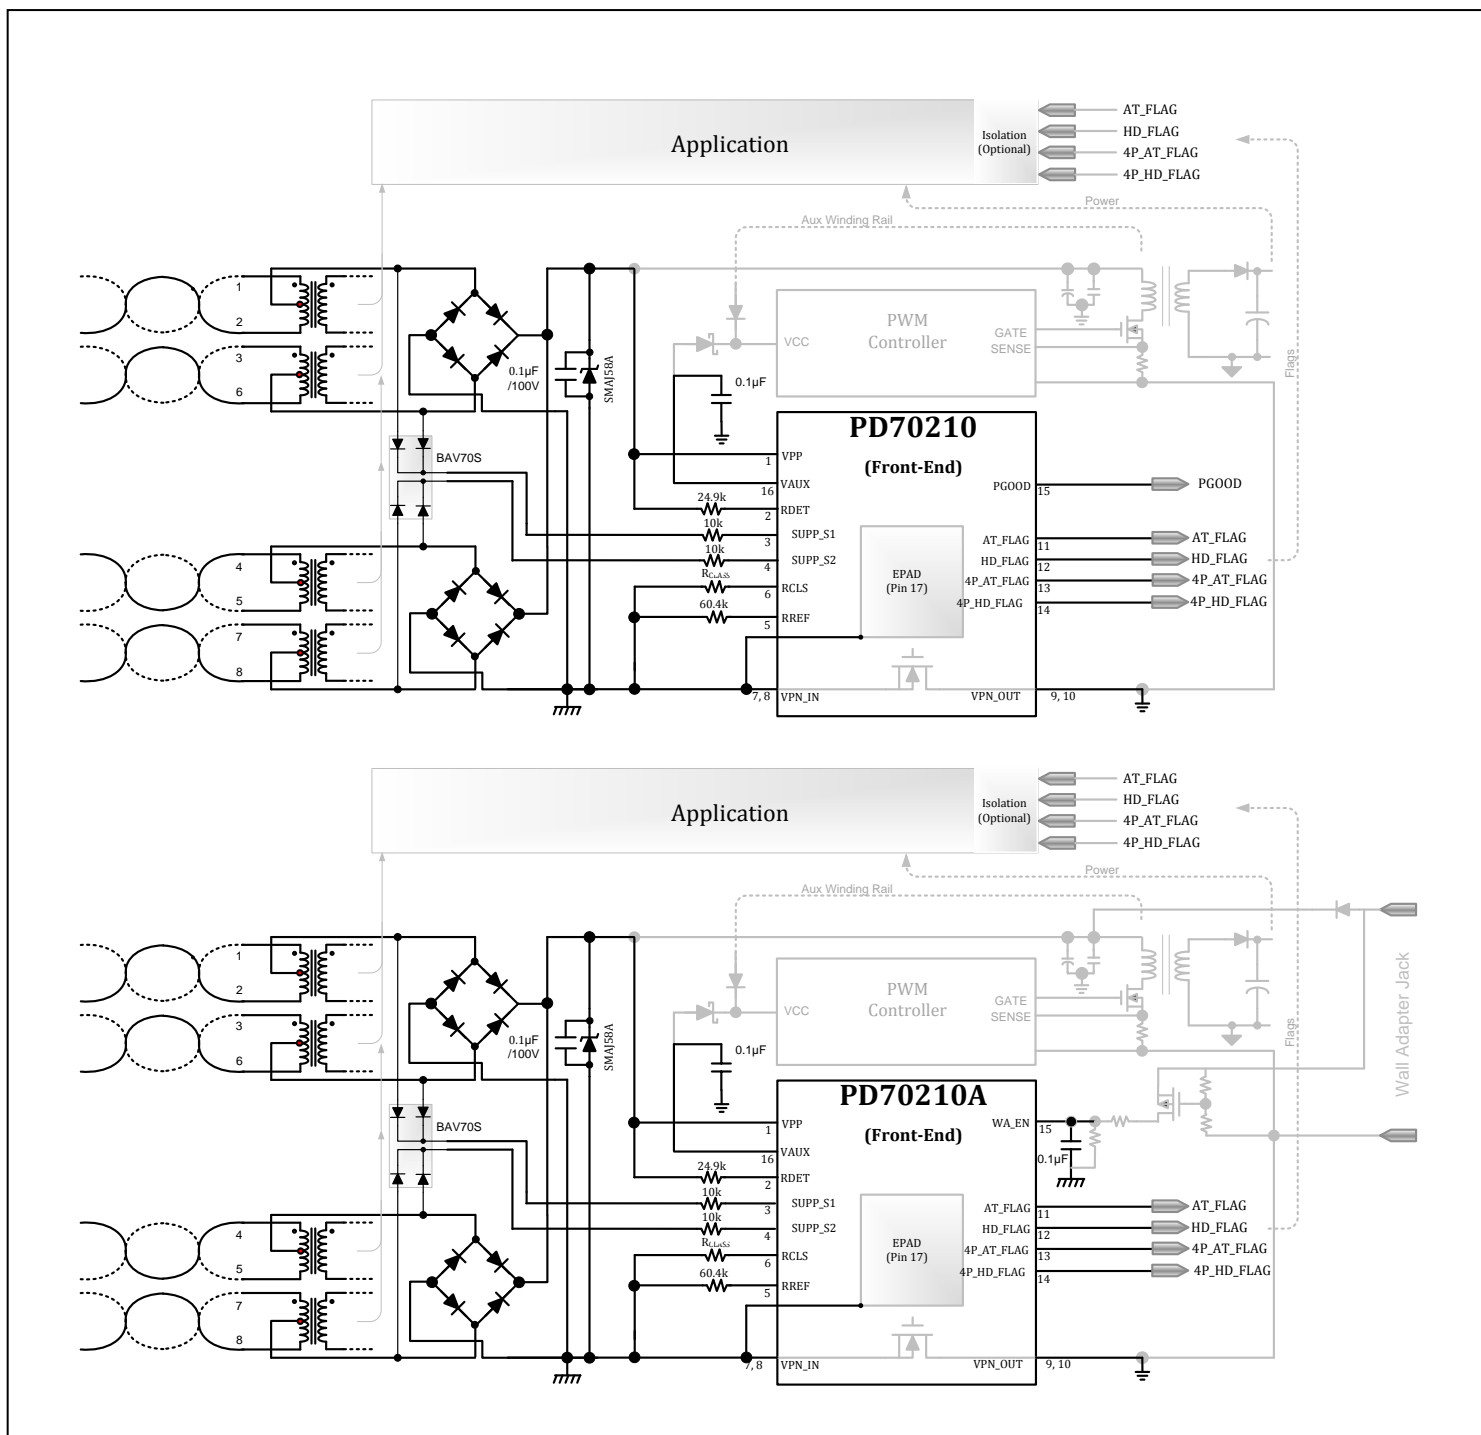 Application
Isolation
(Optional)
AT_FLAG
HD_FLAG
4P_AT_FLAG
4P_HD_FLAG
Power
Aux Winding Rail
Flags
1
2
3
6
4
5
7
8
BAV70S
0.1µF
/100V
SMAJ58A
0.1µF
VCC
PWM
Controller
GATE
SENSE
PD70210
(Front-End)
VPP
1
VAUX
16
24.9k
RDET
2
10k
SUPP_S1
3
10k
SUPP_S2
4
RCLASS
RCLS
6
60.4k
RREF
5
7, 8
VPN_IN
EPAD
(Pin 17)
PGOOD
15
PGOOD
AT_FLAG
11
AT_FLAG
HD_FLAG
12
HD_FLAG
4P_AT_FLAG
13
4P_AT_FLAG
4P_HD_FLAG
14
4P_HD_FLAG
VPN_OUT
9, 10
Application
Isolation
(Optional)
AT_FLAG
HD_FLAG
4P_AT_FLAG
4P_HD_FLAG
Power
Aux Winding Rail
Flags
Wall Adapter Jack
1
2
3
6
4
5
7
8
BAV70S
0.1µF
/100V
SMAJ58A
0.1µF
VCC
PWM
Controller
GATE
SENSE
PD70210A
(Front-End)
VPP
1
VAUX
16
24.9k
RDET
2
10k
SUPP_S1
3
10k
SUPP_S2
4
RCLASS
RCLS
6
60.4k
RREF
5
7, 8
VPN_IN
EPAD
(Pin 17)
WA_EN
15
0.1µF
AT_FLAG
11
AT_FLAG
HD_FLAG
12
HD_FLAG
4P_AT_FLAG
13
4P_AT_FLAG
4P_HD_FLAG
14
4P_HD_FLAG
VPN_OUT
9, 10